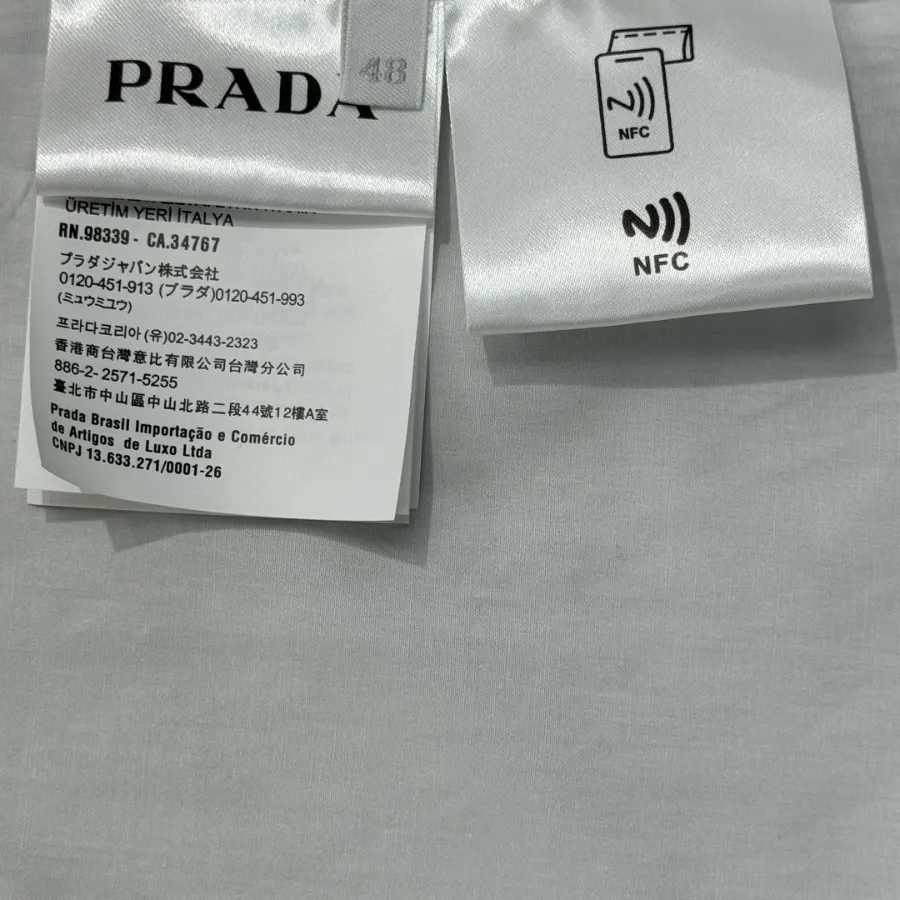 PRADA
48
ÜRETİM YERİ İTALYA
RN.98339 - CA.34767
プラダジャパン株式会社
0120-451-913 (プラダ)0120-451-993
(ミュウミュウ)
프라다코리아(유)02-3443-2323
香港商台灣意比有限公司台灣分公司
886-2- 2571-5255
臺北市中山區中山北路二段44號12樓A室
Prada Brasil Importação e Comércio
de Artigos de Luxo Ltda
CNPJ 13.633.271/0001-26
NFC
NFC